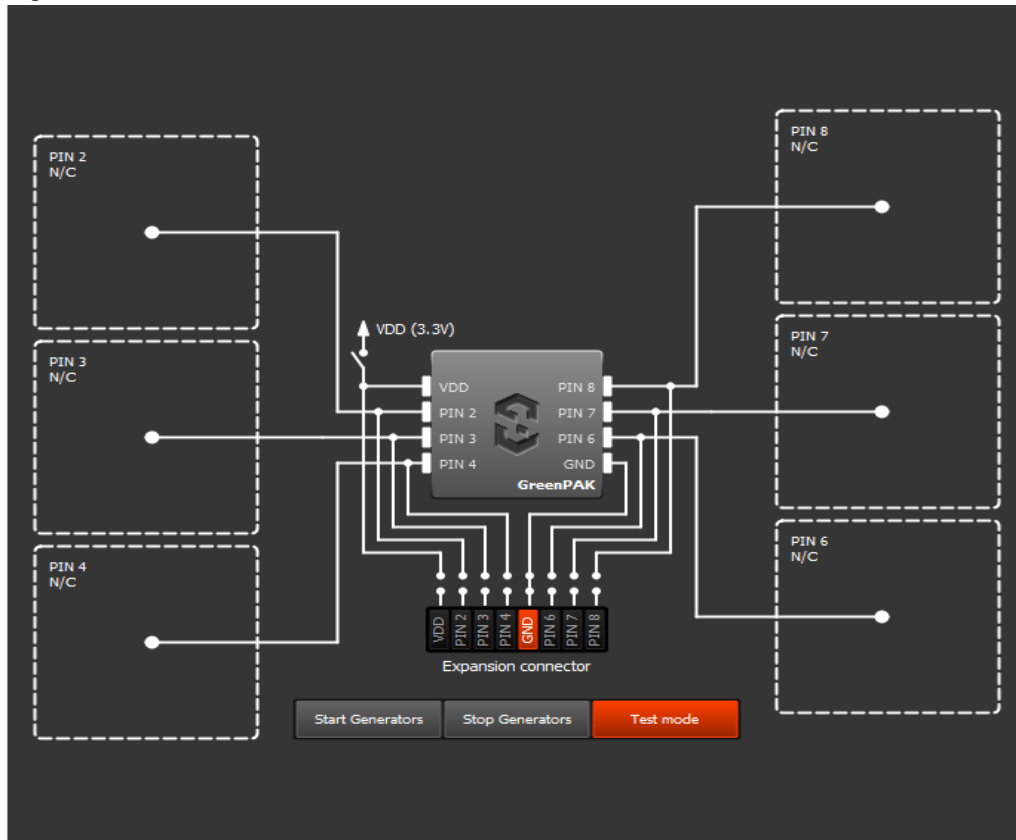 PIN 2
N/C
PIN 8
N/C
VDD (3.3V)
PIN 3
N/C
PIN 7
N/C
VDD
PIN 8
PIN 2
PIN 7
PIN 3
PIN 6
PIN 4
GND
GreenPAK
PIN 4
N/C
PIN 6
N/C
VDD
PIN 2
PIN 3
PIN 4
GND
PIN 6
PIN 7
PIN 8
Expansion connector
Start Generators
Stop Generators
Test mode